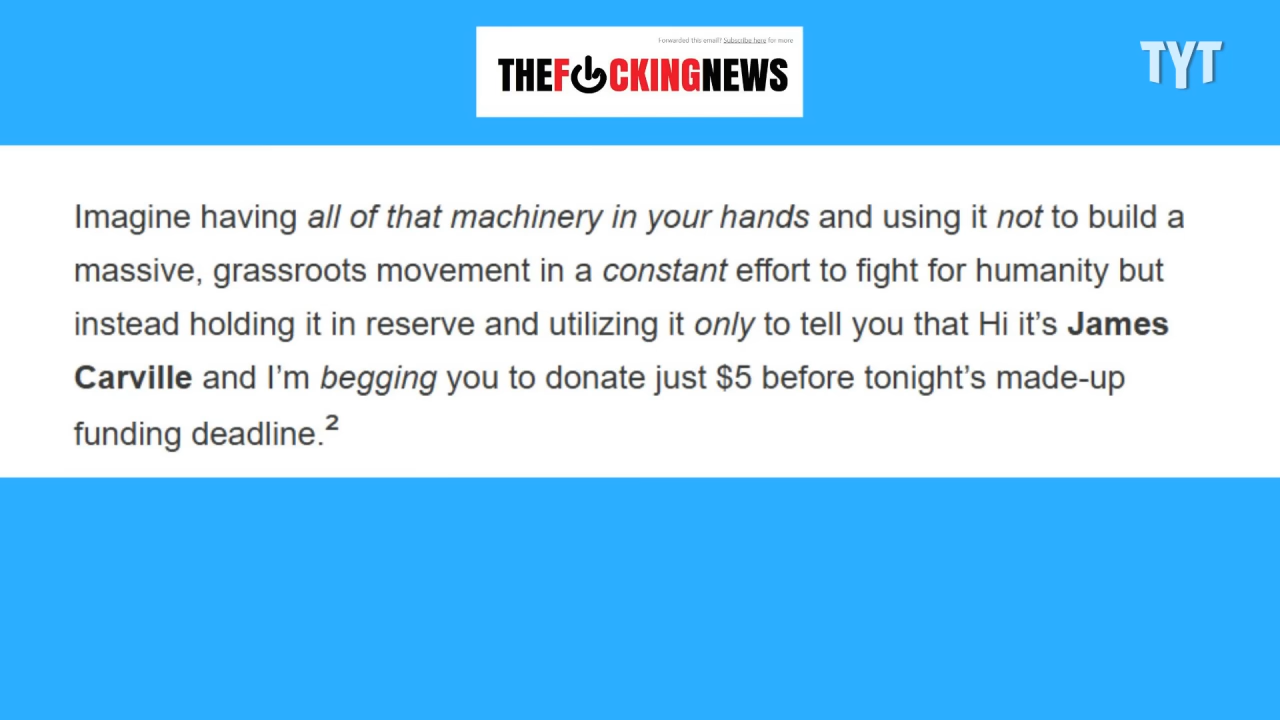 Forwarded this email? Subscribe here for more
THEF⏻CKINGNEWS
TYT
Imagine having all of that machinery in your hands and using it not to build a
massive, grassroots movement in a constant effort to fight for humanity but
instead holding it in reserve and utilizing it only to tell you that Hi it’s James
Carville and I’m begging you to donate just $5 before tonight’s made-up
funding deadline.²